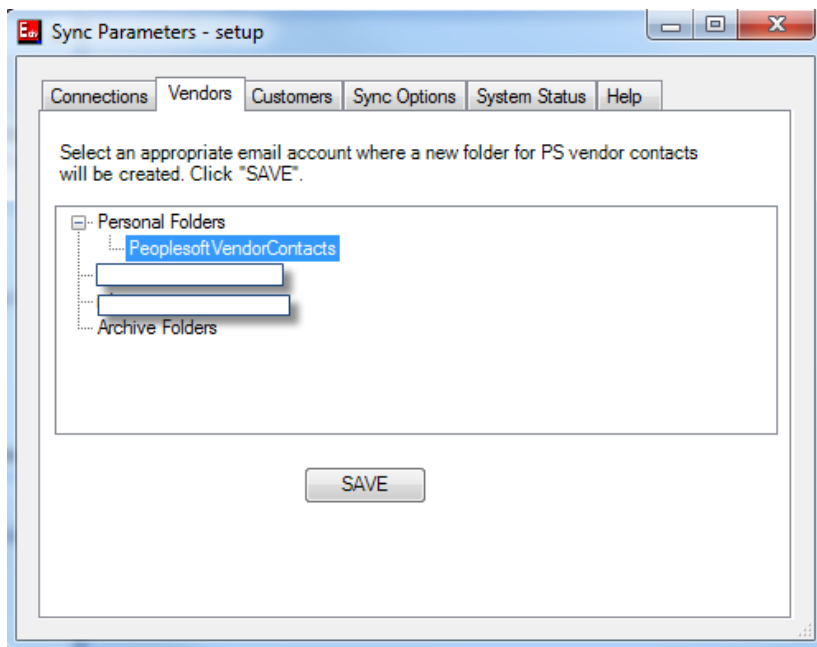 Edv Sync Parameters - setup
Connections Vendors Customers Sync Options System Status Help
Select an appropriate email account where a new folder for PS vendor contacts
will be created. Click "SAVE".
Personal Folders
PeoplesoftVendorContacts
Archive Folders
SAVE